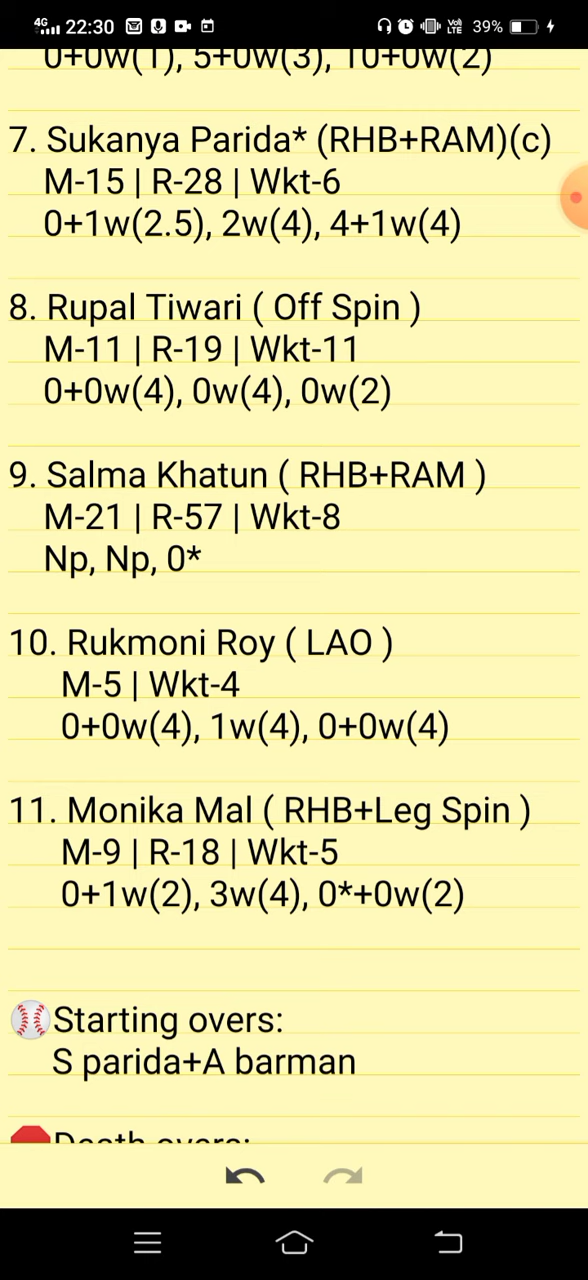 4G 22:30 Vol) LTE 39%
0+0w(1), 5+0w(3), 10+0w(2)
7. Sukanya Parida* (RHB+RAM)(c)
M-15 | R-28 | Wkt-6
0+1w(2.5), 2w(4), 4+1w(4)
8. Rupal Tiwari ( Off Spin )
M-11 | R-19 | Wkt-11
0+0w(4), 0w(4), 0w(2)
9. Salma Khatun ( RHB+RAM )
M-21 | R-57 | Wkt-8
Np, Np, 0*
10. Rukmoni Roy ( LAO )
M-5 | Wkt-4
0+0w(4), 1w(4), 0+0w(4)
11. Monika Mal ( RHB+Leg Spin )
M-9 | R-18 | Wkt-5
0+1w(2), 3w(4), 0*+0w(2)
Starting overs:
S parida+A barman
Death overs: